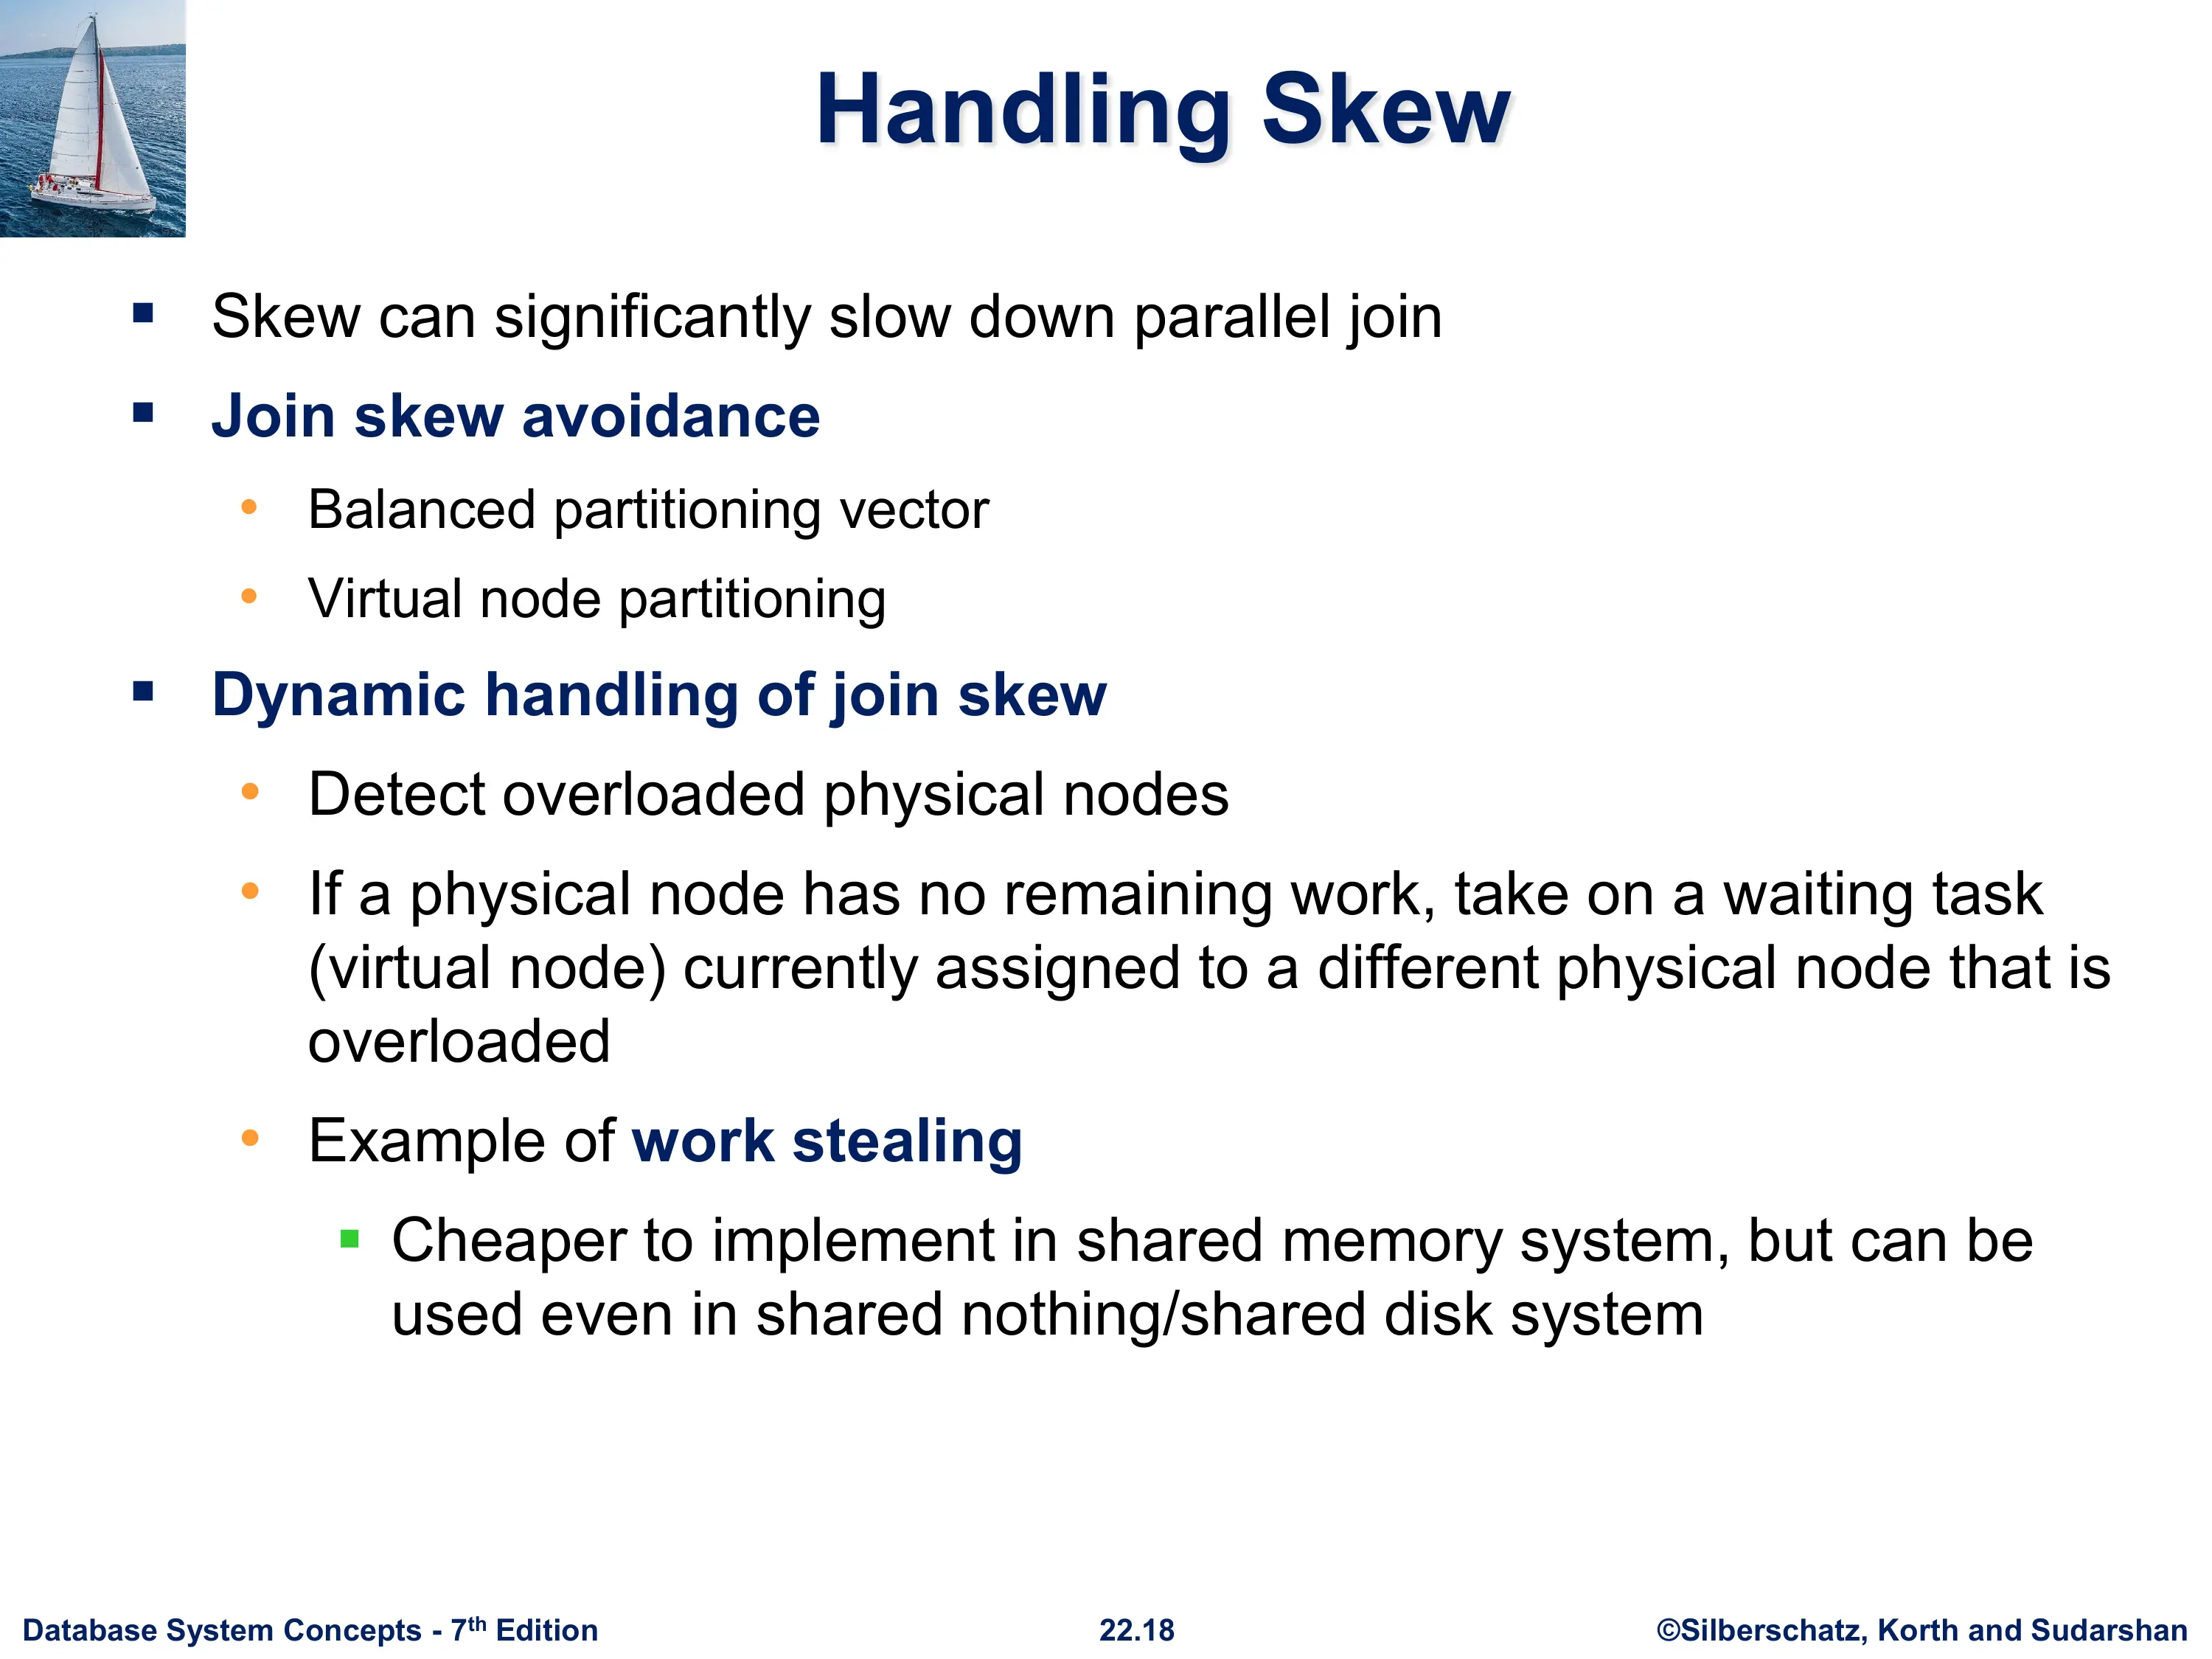 Handling Skew
▪ Skew can significantly slow down parallel join
▪ Join skew avoidance
• Balanced partitioning vector
• Virtual node partitioning
▪ Dynamic handling of join skew
• Detect overloaded physical nodes
• If a physical node has no remaining work, take on a waiting task
(virtual node) currently assigned to a different physical node that is
overloaded
• Example of work stealing
▪ Cheaper to implement in shared memory system, but can be
used even in shared nothing/shared disk system
Database System Concepts - 7th Edition
22.18
©Silberschatz, Korth and Sudarshan